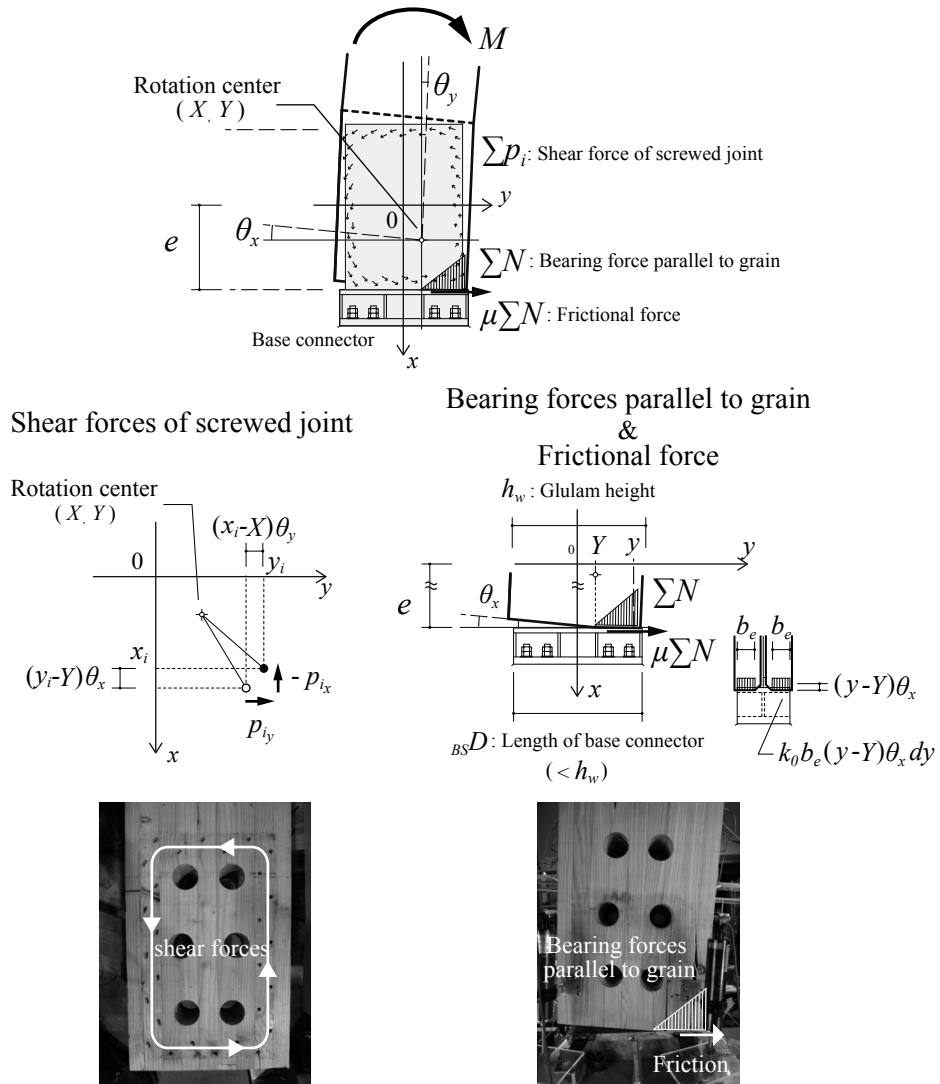 M
Rotation center
( X, Y )
θy
∑pi : Shear force of screwed joint
y
0
θx
e
∑N : Bearing force parallel to grain
μ∑N : Frictional force
Base connector
x
Shear forces of screwed joint
Bearing forces parallel to grain
&
Frictional force
Rotation center
( X, Y )
(xi-X)θy
0
yi
y
xi
(yi-Y)θx
- pix
piy
x
hw : Glulam height
0
Y
y
y
θx
e
∑N
μ∑N
be
be
(y-Y)θx
x
BSD : Length of base connector
( < hw )
k0be(y-Y)θx dy
shear forces
Bearing forces
parallel to grain
Friction